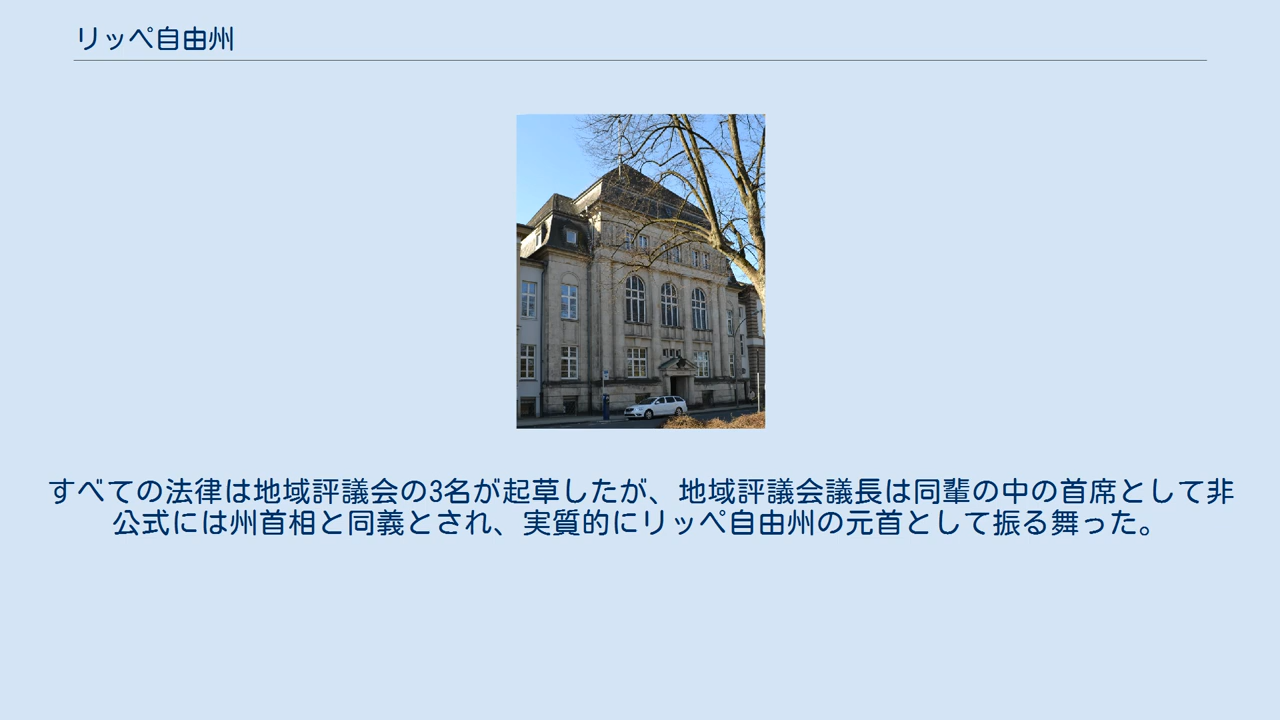 リッペ自由州
すべての法律は地域評議会の3名が起草したが、地域評議会議長は同輩の中の首席として非
公式には州首相と同義とされ、実質的にリッペ自由州の元首として振る舞った。